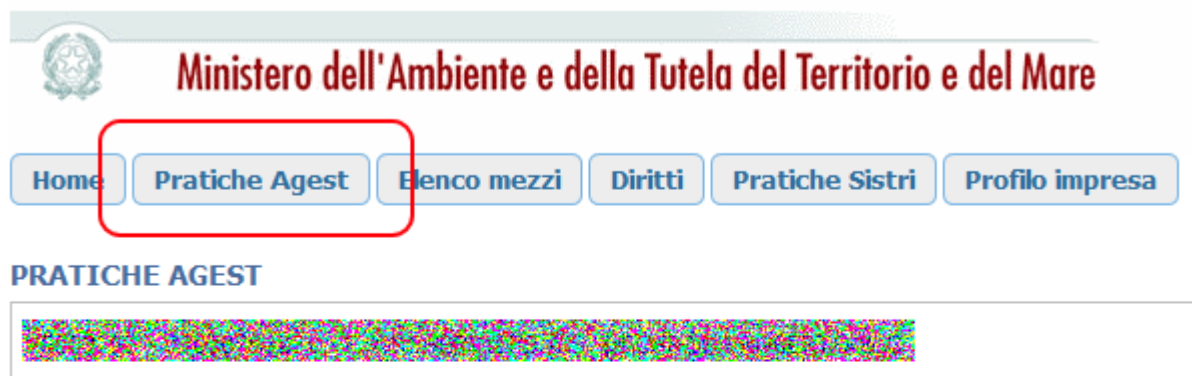 Ministero dell'Ambiente e della Tutela del Territorio e del Mare
Home Pratiche Agest Elenco mezzi Diritti Pratiche Sistri Profilo impresa
PRATICHE AGEST